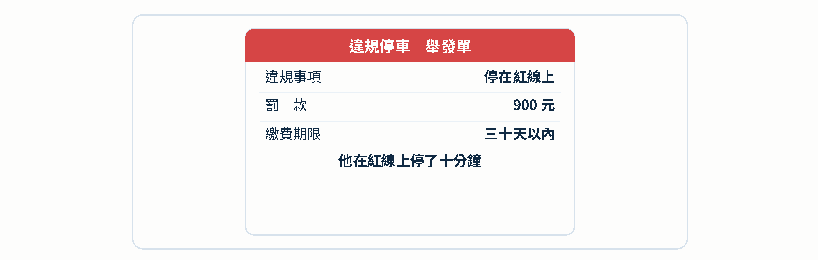 違規停車　舉發單
違規事項　停在紅線上
罰　款　900 元
繳費期限　三十天以內
他在紅線上停了十分鐘